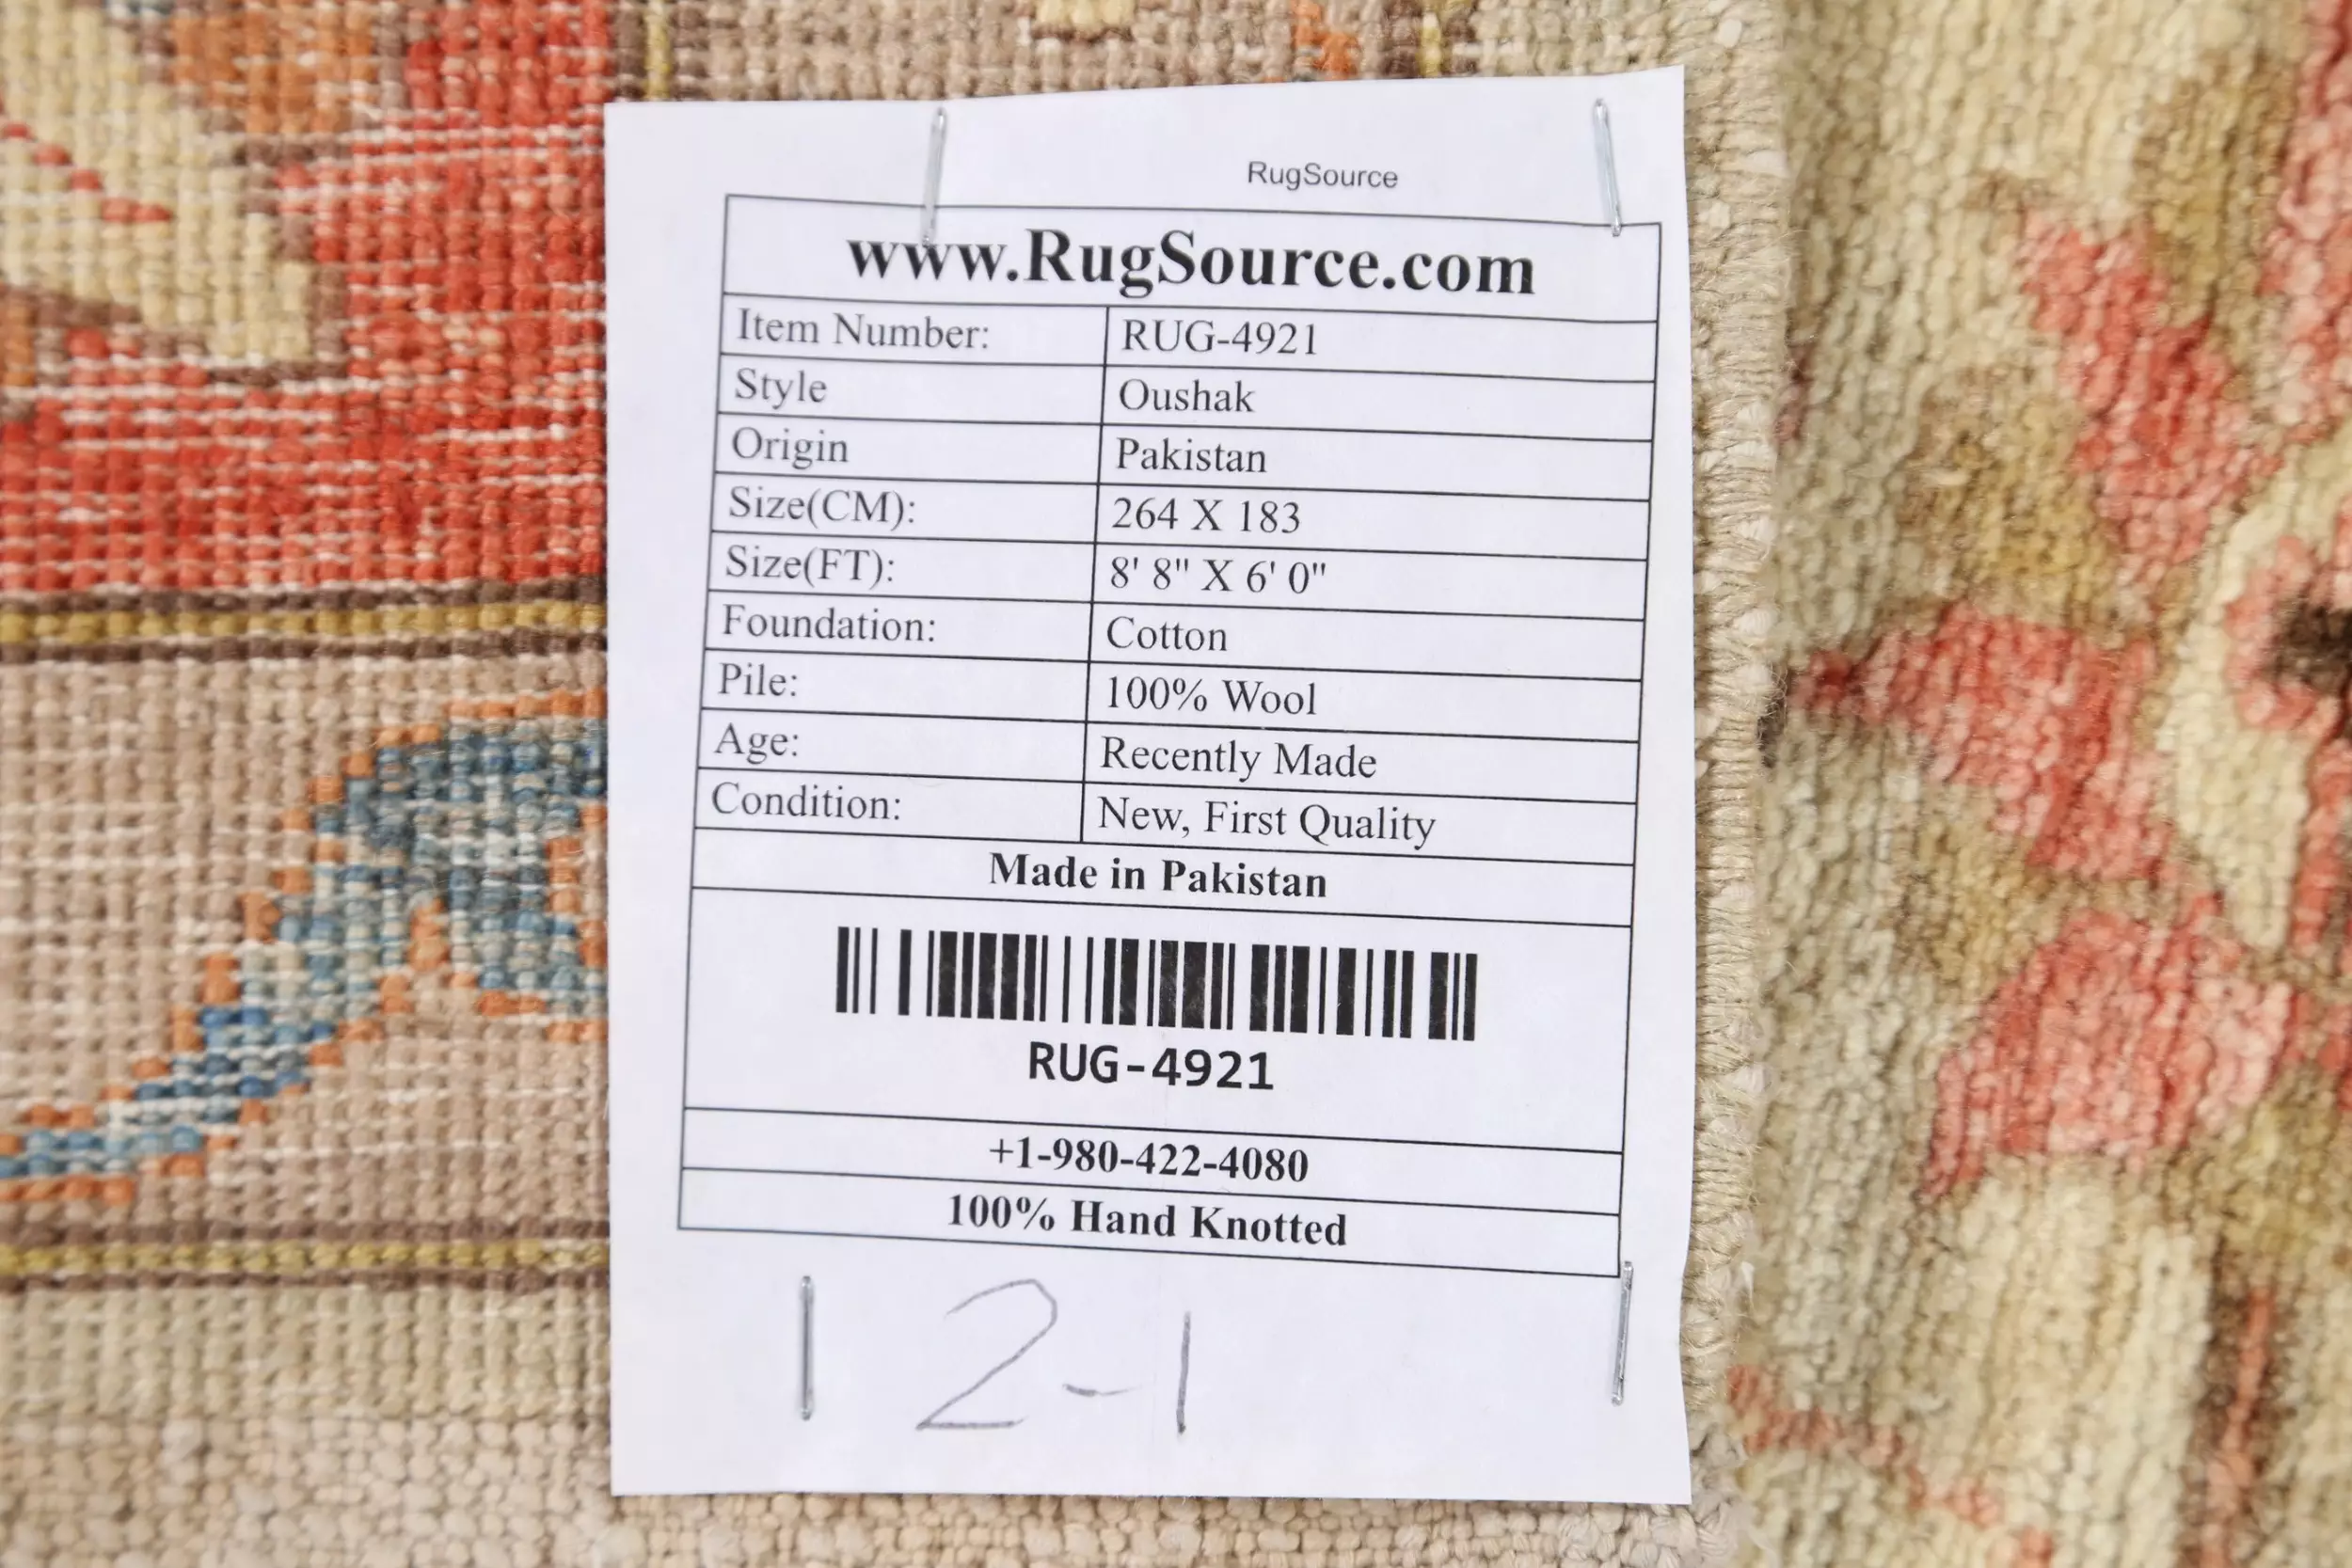 RugSource
www.RugSource.com
Item Number: RUG-4921
Style Oushak
Origin Pakistan
Size(CM): 264 X 183
Size(FT): 8' 8" X 6' 0"
Foundation: Cotton
Pile: 100% Wool
Age: Recently Made
Condition: New, First Quality
Made in Pakistan
RUG-4921
+1-980-422-4080
100% Hand Knotted
2-1